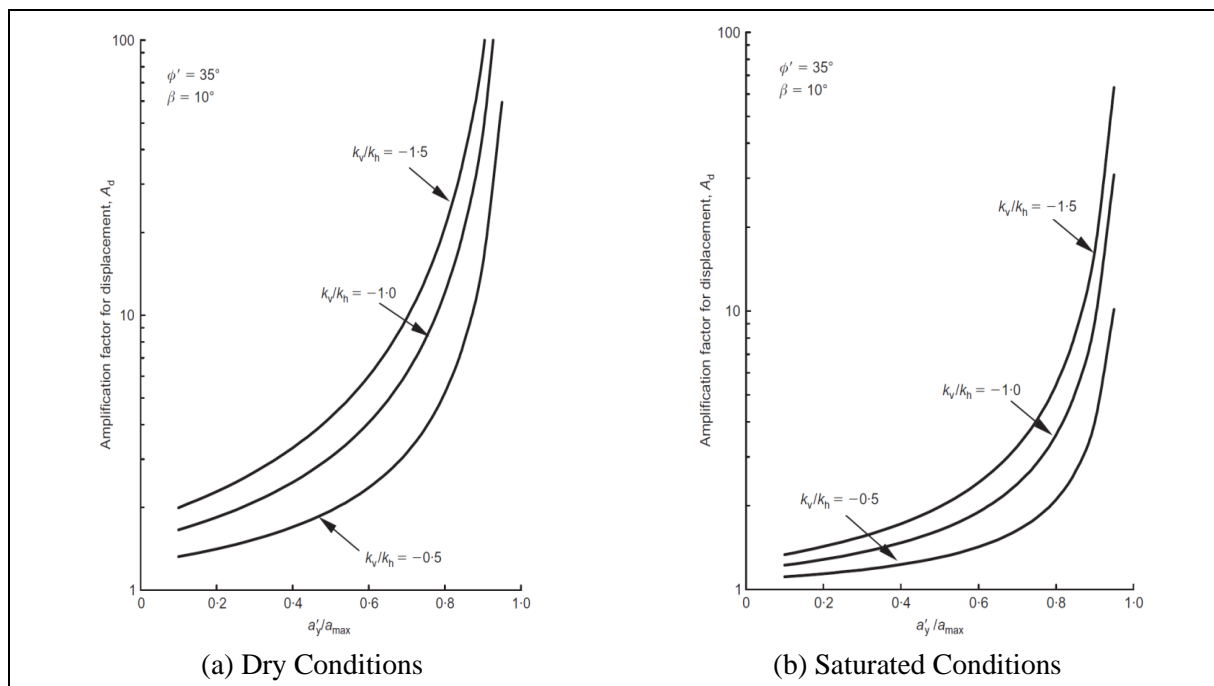 100
φ′ = 35°
β = 10°
k_v/k_h = −1·5
k_v/k_h = −1·0
k_v/k_h = −0·5
10
1
Amplification factor for displacement, A_d
0 0·2 0·4 0·6 0·8 1·0
a′_y/a_max
(a) Dry Conditions
100
φ′ = 35°
β = 10°
k_v/k_h = −1·5
k_v/k_h = −1·0
k_v/k_h = −0·5
10
1
Amplification factor for displacement, A_d
0 0·2 0·4 0·6 0·8 1·0
a′_y/a_max
(b) Saturated Conditions